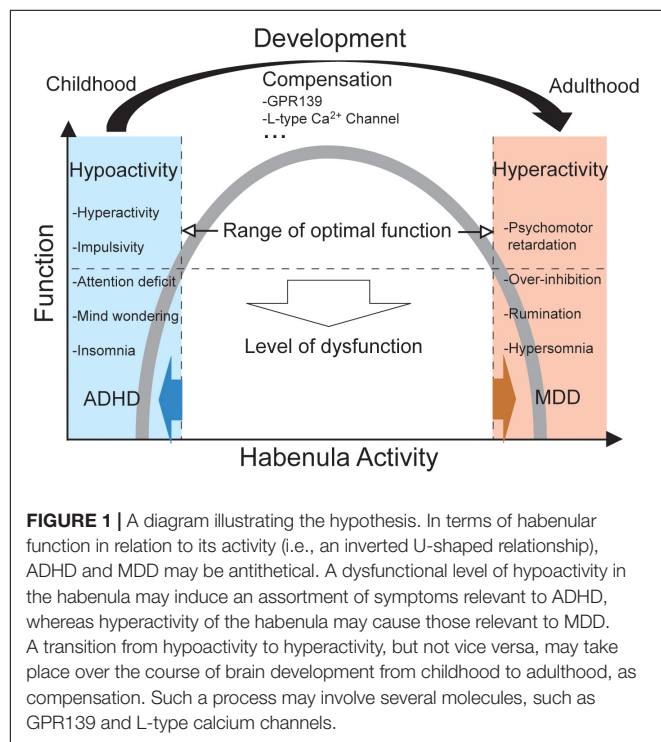 Development
Childhood
Compensation
Adulthood
-GPR139
-L-type Ca²⁺ Channel
...
Hypoactivity
Hyperactivity
-Hyperactivity
-Impulsivity
Range of optimal function
-Psychomotor
retardation
-Attention deficit
-Mind wondering
-Insomnia
-Over-inhibition
-Rumination
-Hypersomnia
Level of dysfunction
ADHD
MDD
Function
Habenula Activity
FIGURE 1 | A diagram illustrating the hypothesis. In terms of habenular
function in relation to its activity (i.e., an inverted U-shaped relationship),
ADHD and MDD may be antithetical. A dysfunctional level of hypoactivity in
the habenula may induce an assortment of symptoms relevant to ADHD,
whereas hyperactivity of the habenula may cause those relevant to MDD.
A transition from hypoactivity to hyperactivity, but not vice versa, may take
place over the course of brain development from childhood to adulthood, as
compensation. Such a process may involve several molecules, such as
GPR139 and L-type calcium channels.